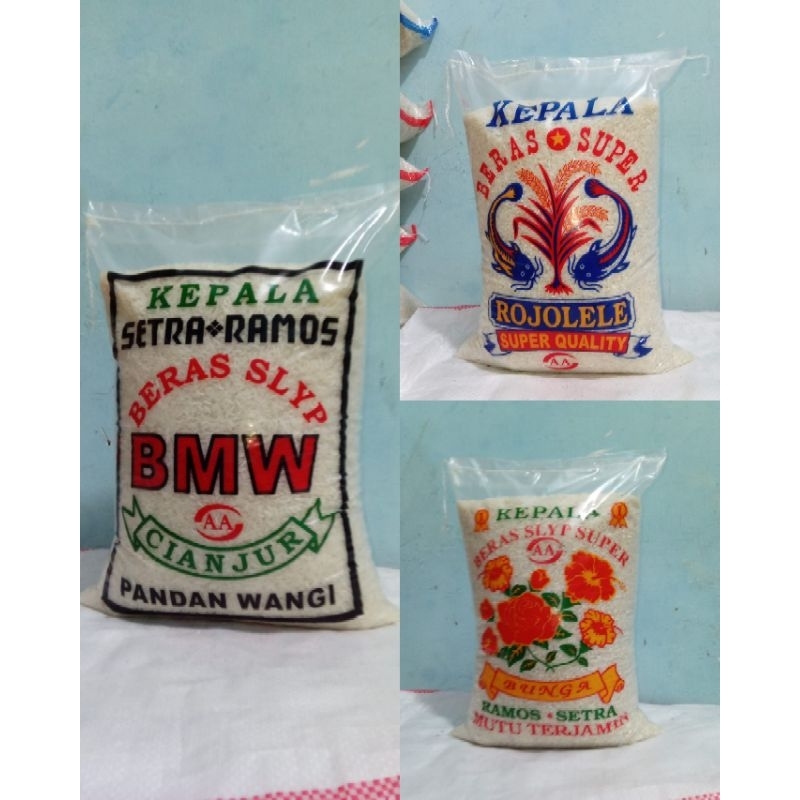 KEPALA
SETRA❖RAMOS
BERAS SLYP
BMW
AA
CIANJUR
PANDAN WANGI
KEPALA
BERAS ★ SUPER
ROJOLELE
SUPER QUALITY
AA
KEPALA
BERAS SLYP SUPER
AA
BUNGA
RAMOS * SETRA
MUTU TERJAMIN